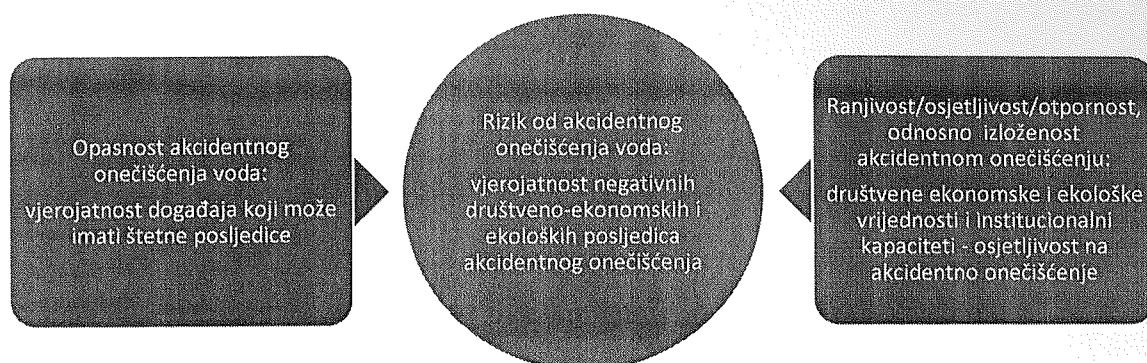 Opasnost akcidentnog
onečišćenja voda:
vjerojatnost događaja koji može
imati štetne posljedice
Rizik od akcidentnog
onečišćenja voda:
vjerojatnost negativnih
društveno-ekonomskih i
ekoloških posljedica
akcidentnog onečišćenja
Ranjivost/osjetljivost/otpornost,
odnosno izloženost
akcidentnom onečišćenju:
društvene ekonomske i ekološke
vrijednosti i institucionalni
kapaciteti - osjetljivost na
akcidentno onečišćenje